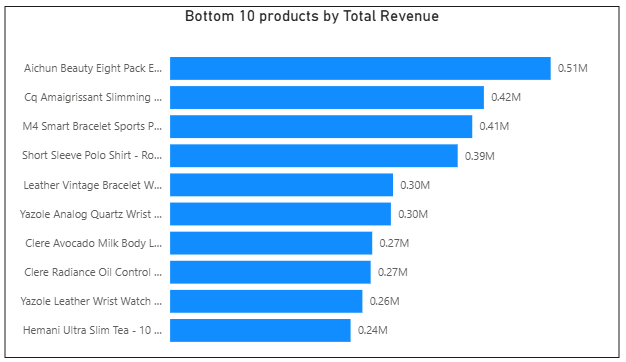 Bottom 10 products by Total Revenue
Aichun Beauty Eight Pack E... 0.51M
Cq Amaigrissant Slimming ... 0.42M
M4 Smart Bracelet Sports P... 0.41M
Short Sleeve Polo Shirt - Ro... 0.39M
Leather Vintage Bracelet W... 0.30M
Yazole Analog Quartz Wrist ... 0.30M
Clere Avocado Milk Body L... 0.27M
Clere Radiance Oil Control ... 0.27M
Yazole Leather Wrist Watch ... 0.26M
Hemani Ultra Slim Tea - 10 ... 0.24M